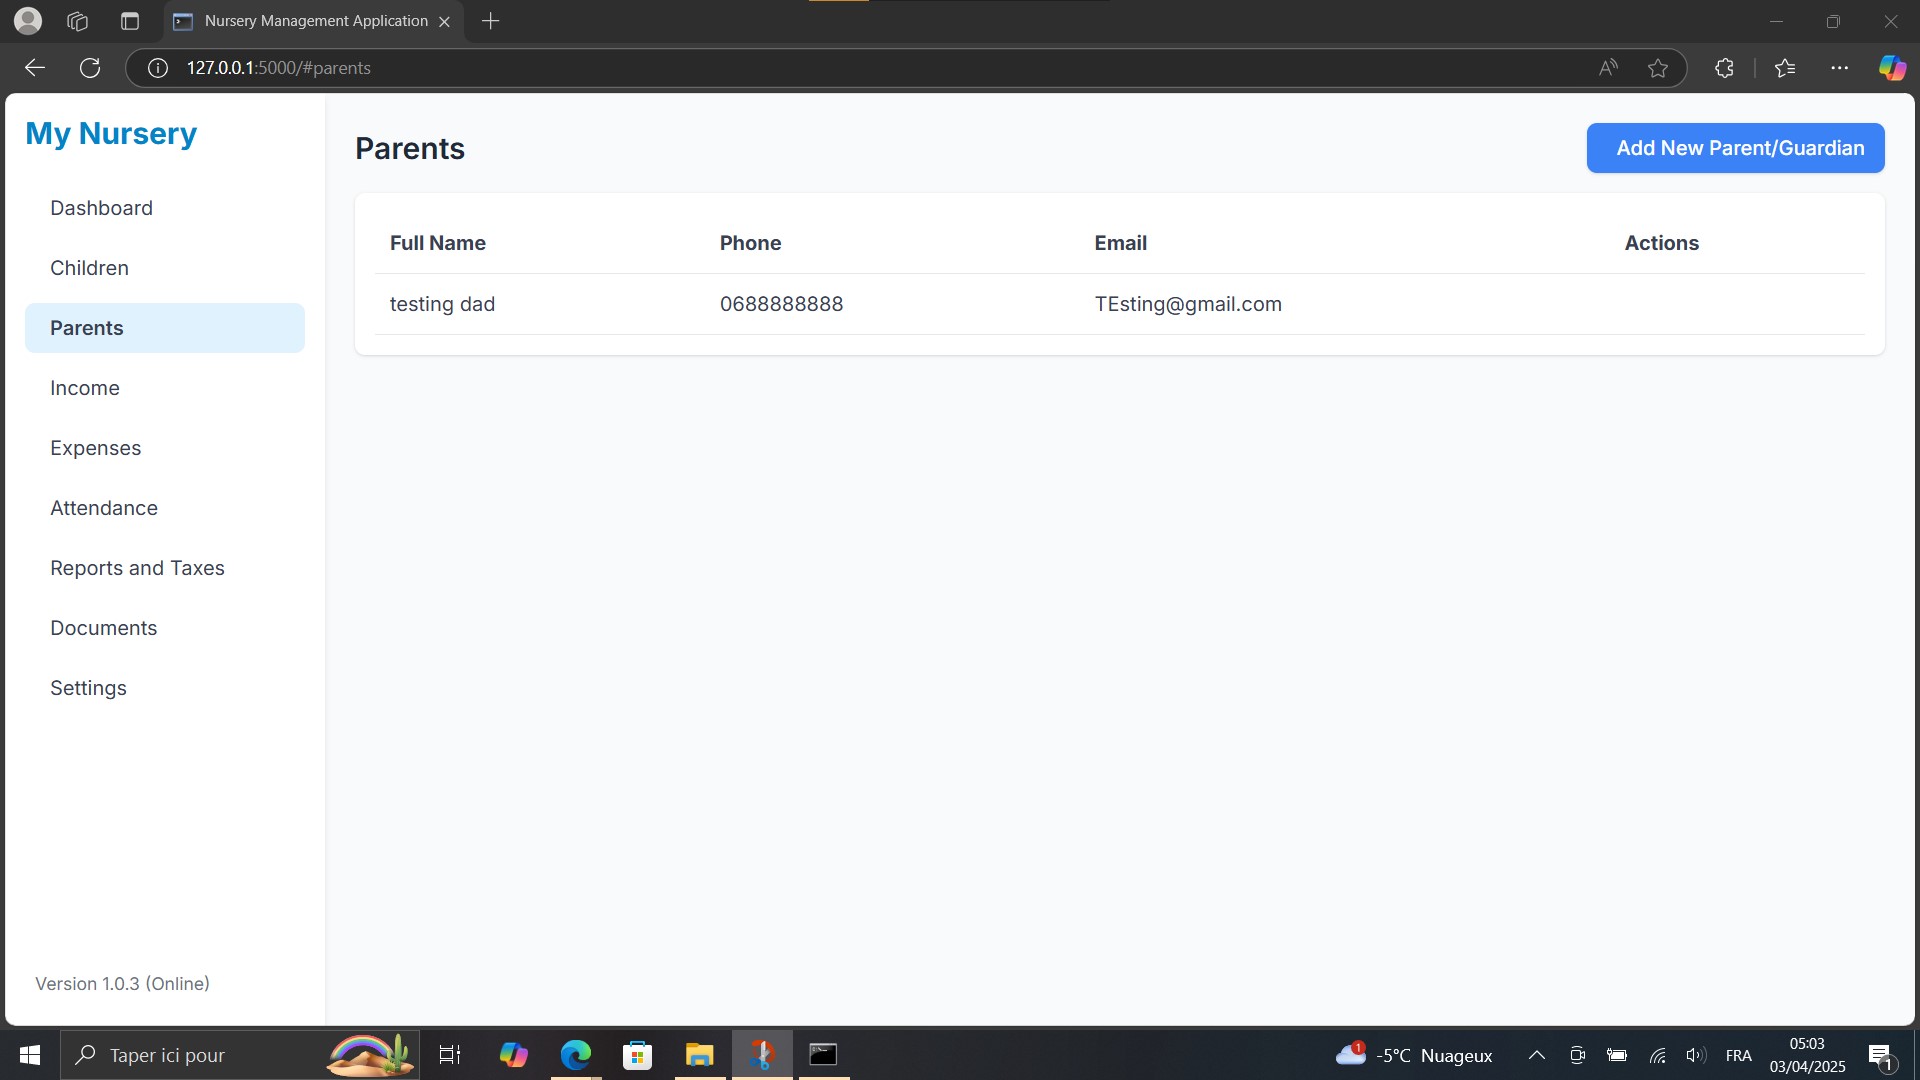 Nursery Management Application
127.0.0.1:5000/#parents
My Nursery
Dashboard
Children
Parents
Income
Expenses
Attendance
Reports and Taxes
Documents
Settings
Version 1.0.3 (Online)
Parents
Add New Parent/Guardian
Full Name Phone Email Actions
testing dad 0688888888 TEsting@gmail.com
Taper ici pour
1
-5°C Nuageux
FRA
05:03
03/04/2025
1